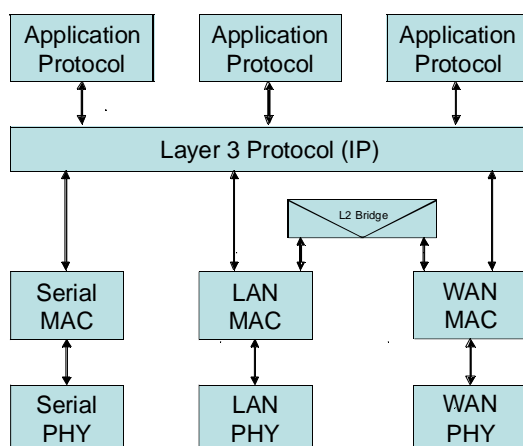 Application
Protocol
Application
Protocol
Application
Protocol
Layer 3 Protocol (IP)
L2 Bridge
Serial
MAC
LAN
MAC
WAN
MAC
Serial
PHY
LAN
PHY
WAN
PHY